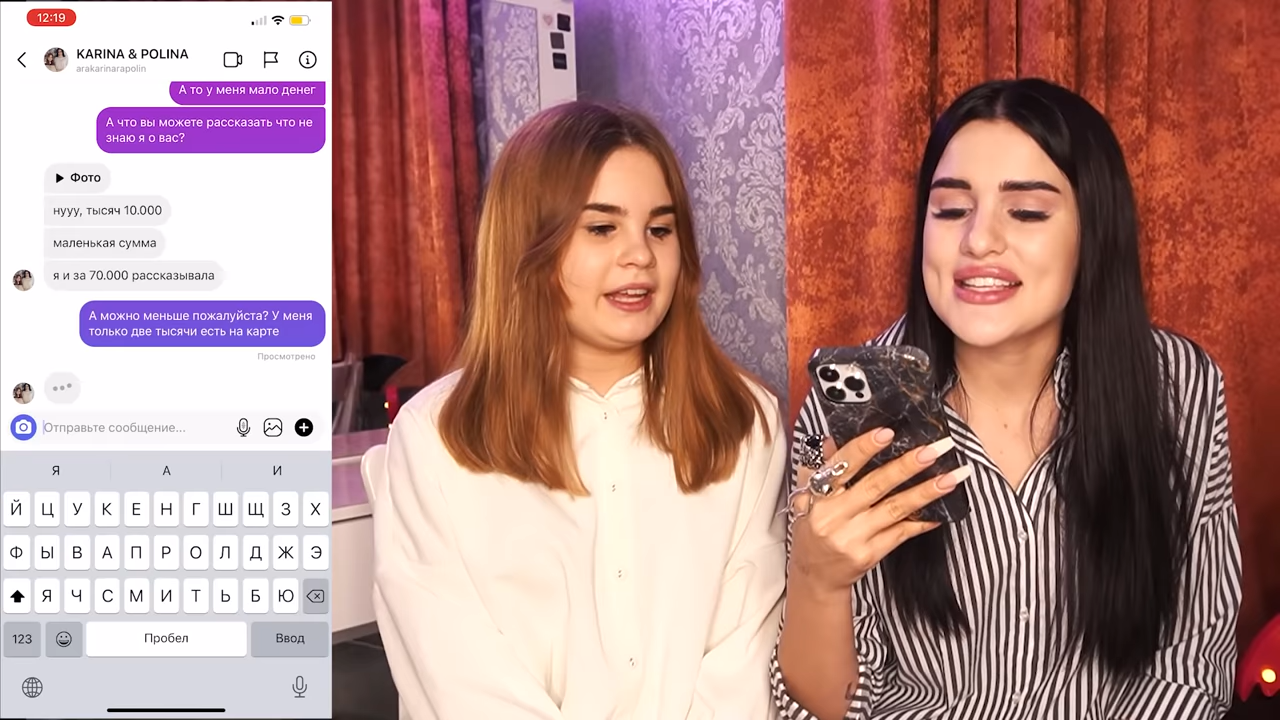 12:19
KARINA & POLINA
arakarinarapolin
А то у меня мало денег
А что вы можете рассказать что не
знаю я о вас?
Фото
нууу, тысяч 10.000
маленькая сумма
я и за 70.000 рассказывала
А можно меньше пожалуйста? У меня
только две тысячи есть на карте
Просмотрено
Отправьте сообщение...
Я А И
Й Ц У К Е Н Г Ш Щ З Х
Ф Ы В А П Р О Л Д Ж Э
Я Ч С М И Т Ь Б Ю
123 Пробел Ввод